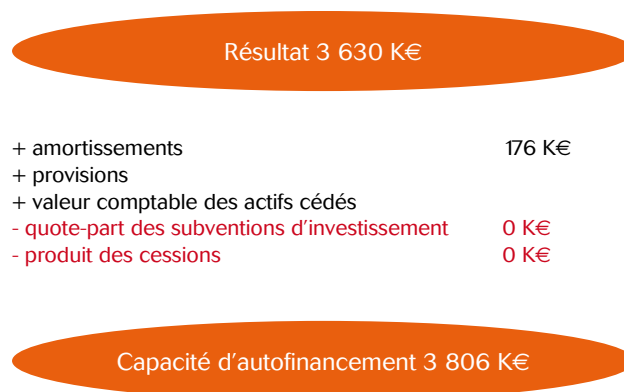 Résultat 3 630 K€
+ amortissements 176 K€
+ provisions
+ valeur comptable des actifs cédés
- quote-part des subventions d’investissement 0 K€
- produit des cessions 0 K€
Capacité d’autofinancement 3 806 K€